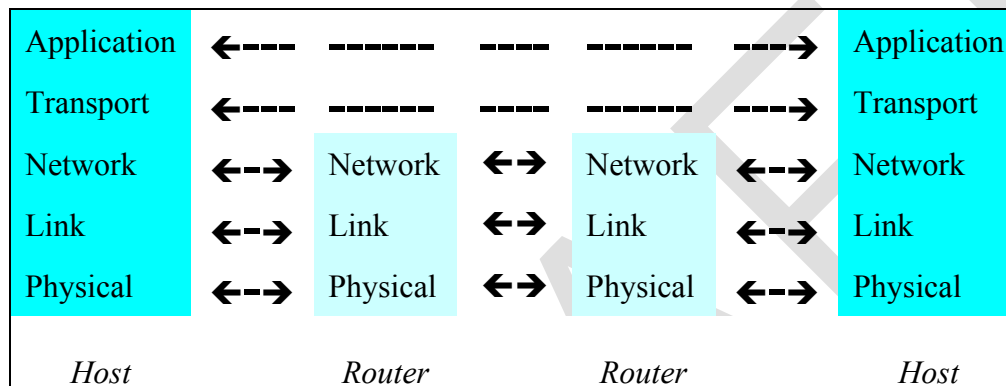 Application Application
Transport Transport
Network Network Network Network
Link Link Link Link
Physical Physical Physical Physical
Host Router Router Host